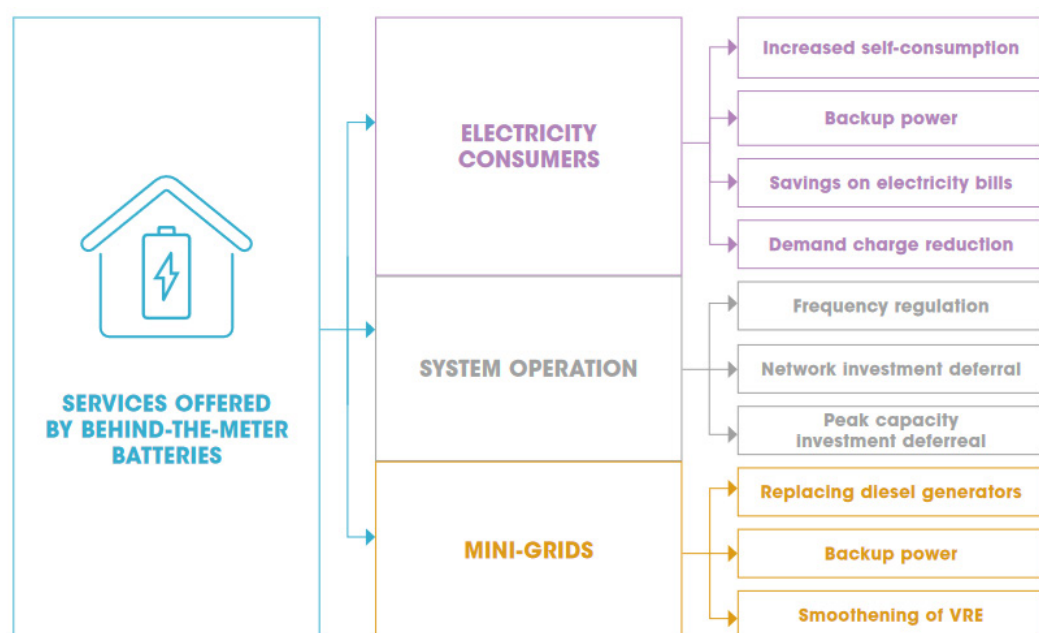 SERVICES OFFERED
BY BEHIND-THE-METER
BATTERIES
ELECTRICITY
CONSUMERS
Increased self-consumption
Backup power
Savings on electricity bills
Demand charge reduction
SYSTEM OPERATION
Frequency regulation
Network investment deferral
Peak capacity
investment deferreal
MINI-GRIDS
Replacing diesel generators
Backup power
Smoothening of VRE